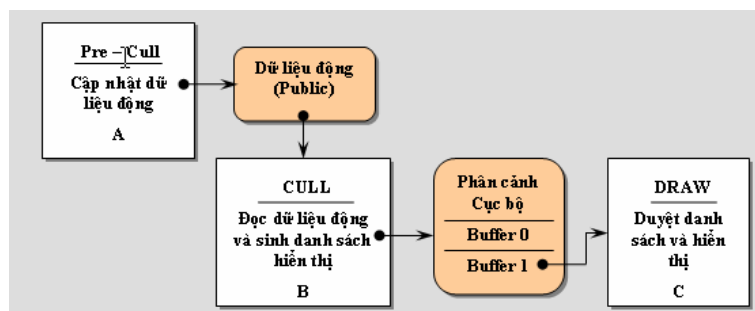 Pre – Cull
Cập nhật dữ
liệu động
A
Dữ liệu động
(Public)
CULL
Đọc dữ liệu động
và sinh danh sách
hiển thị
B
Phân cảnh
Cục bộ
Buffer 0
Buffer 1
DRAW
Duyệt danh
sách và hiển
thị
C